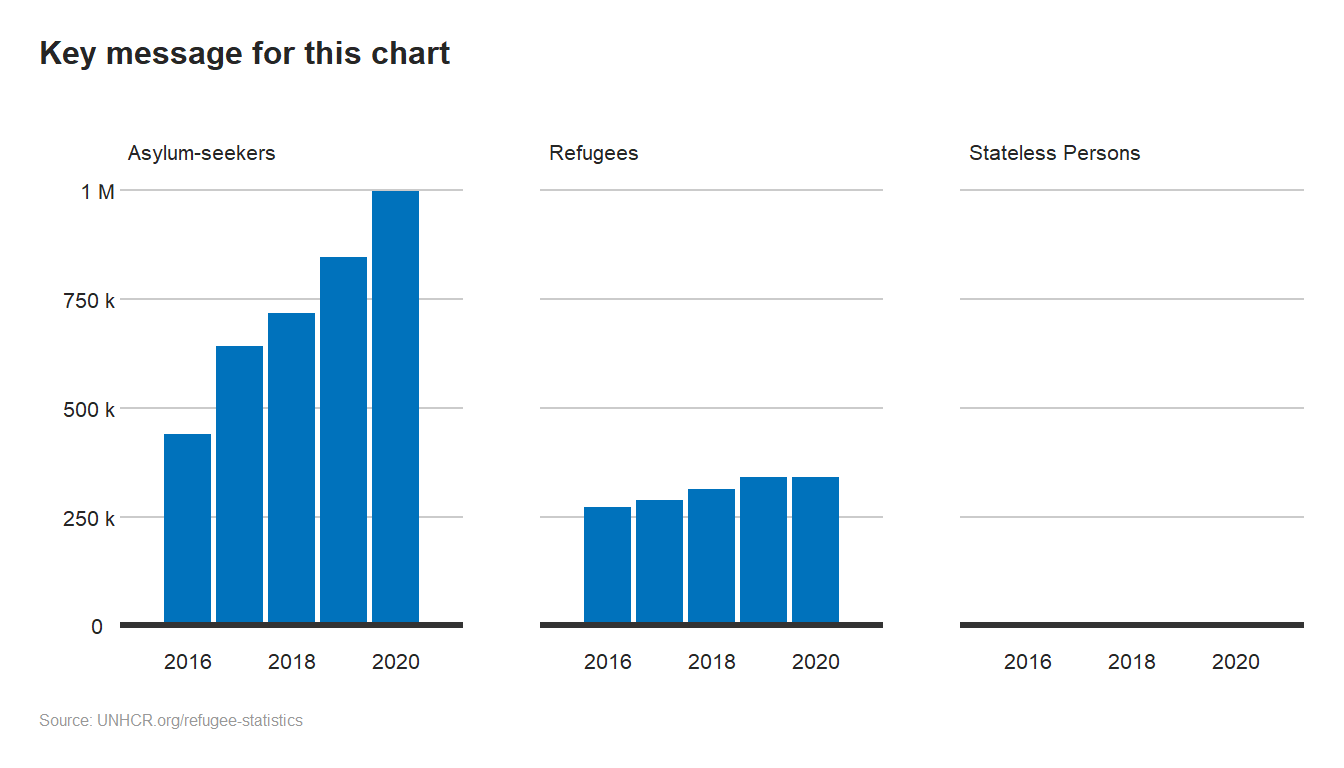 Key message for this chart
Asylum-seekers
Refugees
Stateless Persons
1 M
750 k
500 k
250 k
0
2016 2018 2020
2016 2018 2020
2016 2018 2020
Source: UNHCR.org/refugee-statistics